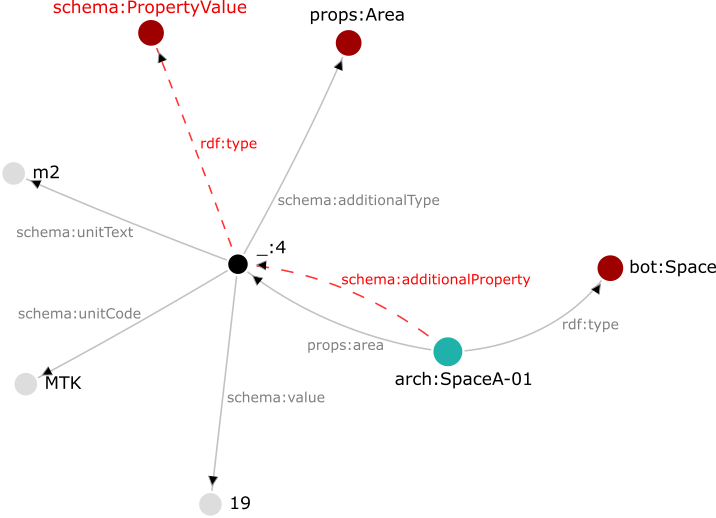 schema:PropertyValue
props:Area
rdf:type
m2
schema:additionalType
schema:unitText
_:4
bot:Space
schema:additionalProperty
schema:unitCode
rdf:type
props:area
MTK
arch:SpaceA-01
schema:value
19